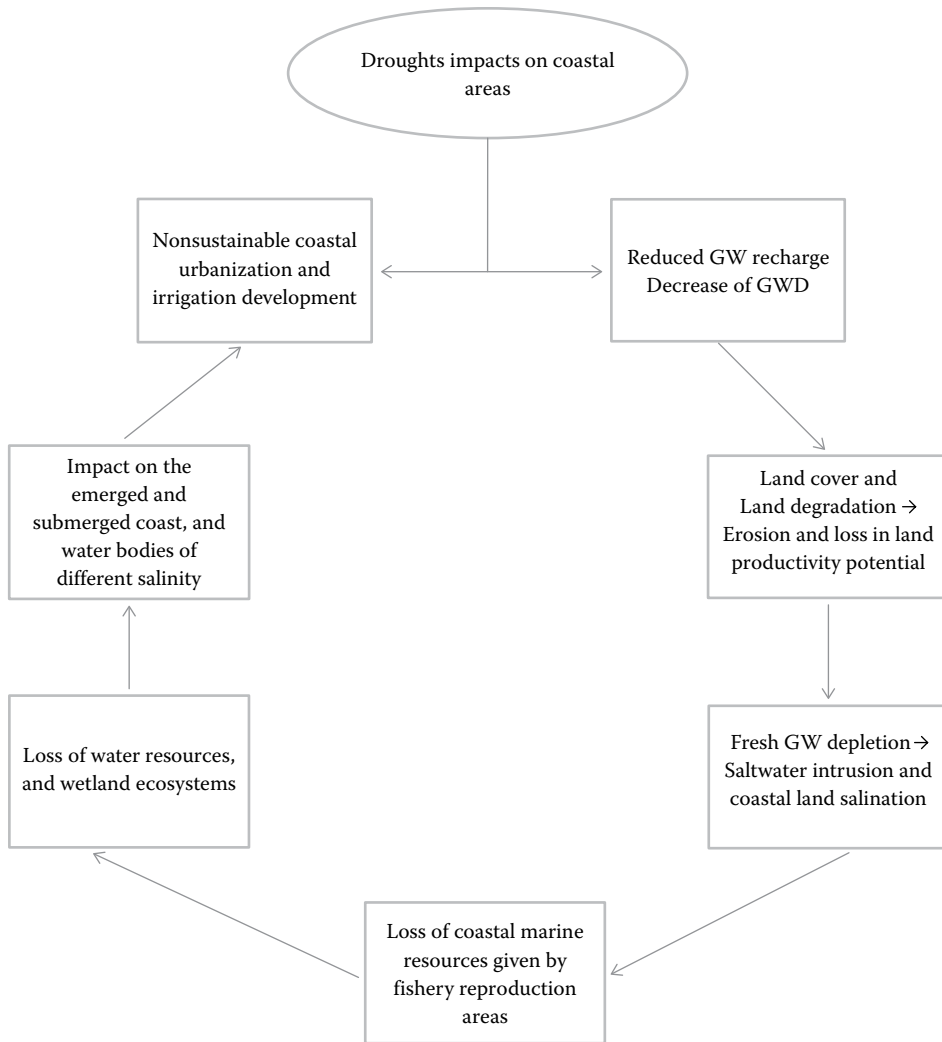 Droughts impacts on coastal
areas
Nonsustainable coastal
urbanization and
irrigation development
Reduced GW recharge
Decrease of GWD
Impact on the
emerged and
submerged coast, and
water bodies of
different salinity
Land cover and
Land degradation →
Erosion and loss in land
productivity potential
Loss of water resources,
and wetland ecosystems
Fresh GW depletion→
Saltwater intrusion and
coastal land salination
Loss of coastal marine
resources given by
fishery reproduction
areas